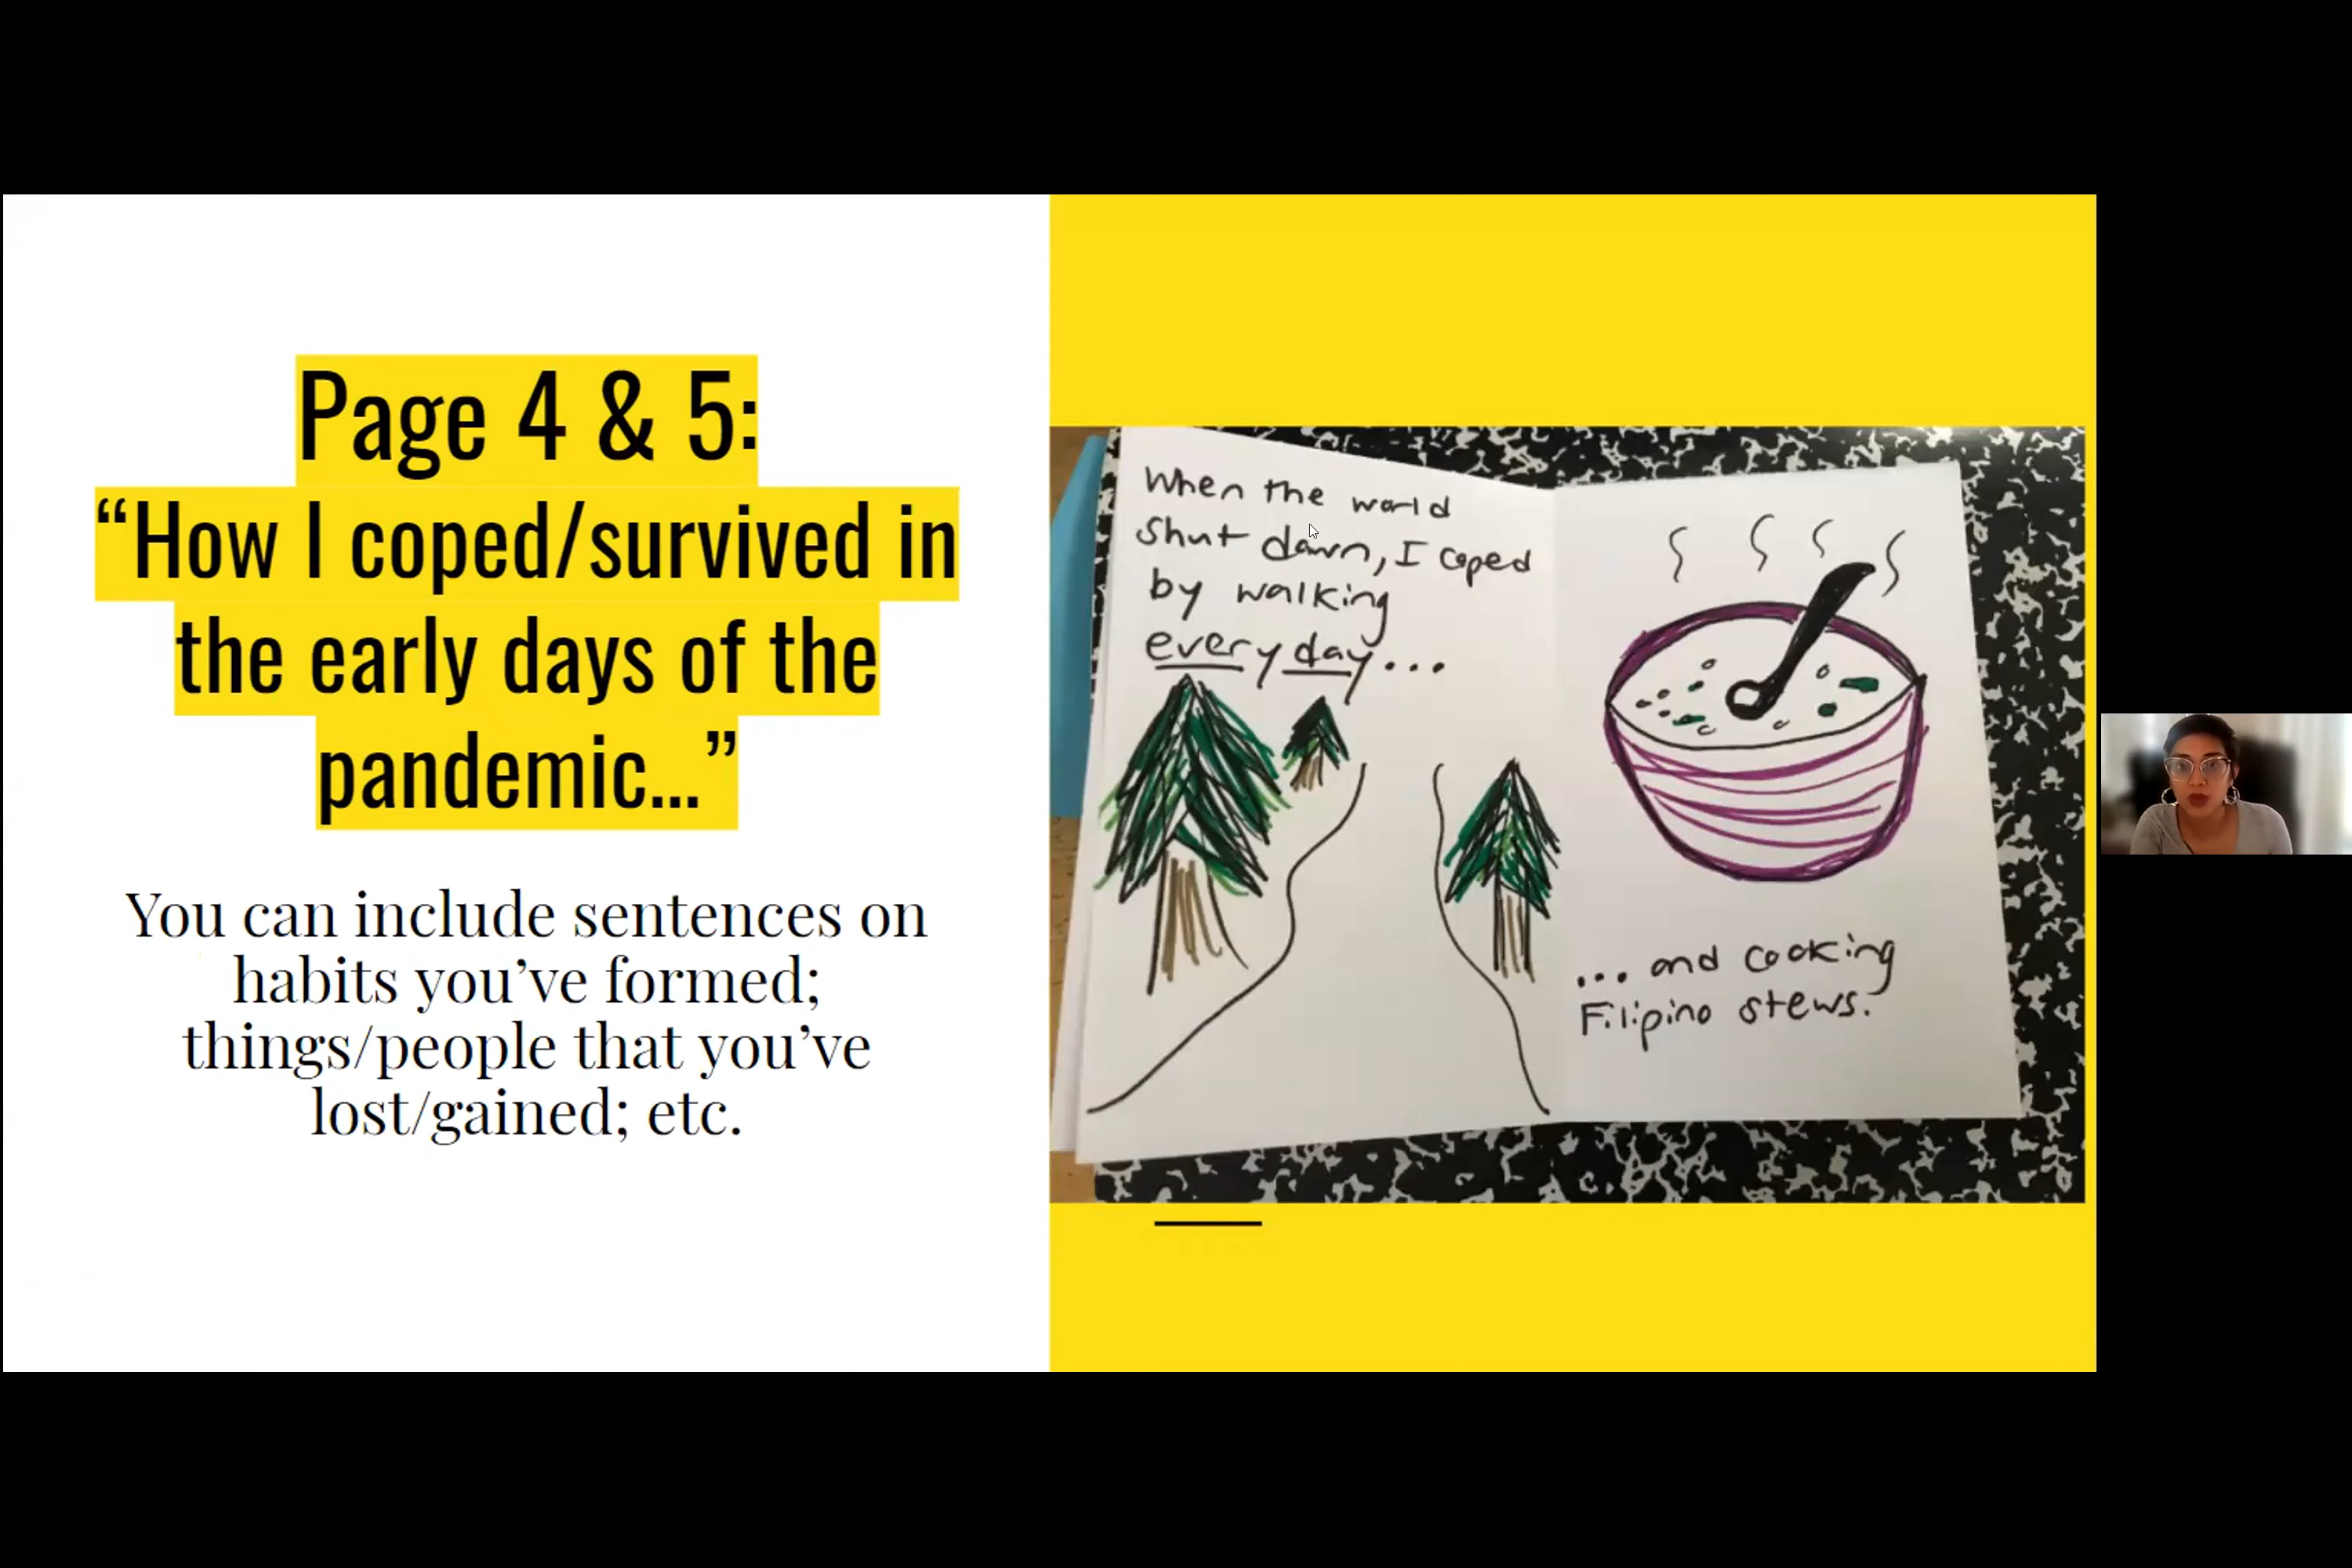 Page 4 & 5:
“How I coped/survived in
the early days of the
pandemic...”
You can include sentences on
habits you’ve formed;
things/people that you’ve
lost/gained; etc.
When the world
Shut down, I coped
by walking
everyday...
... and cooking
Filipino stews.